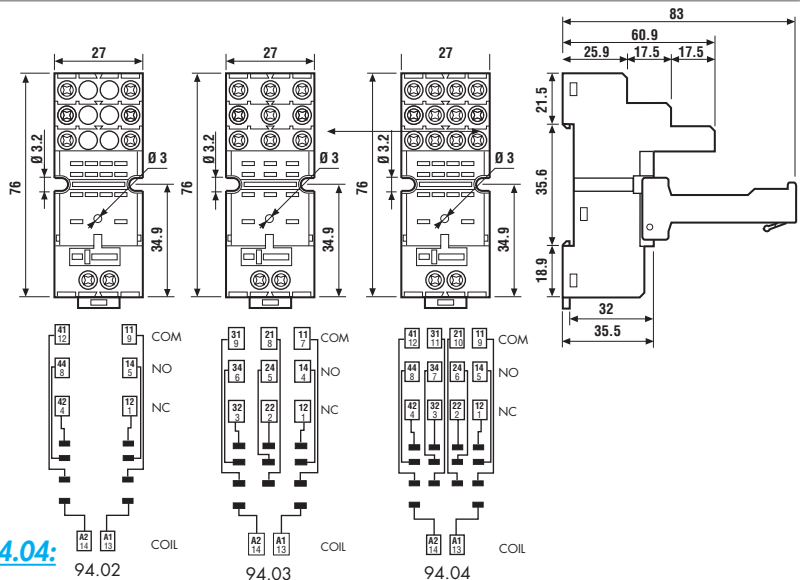 83
60.9
25.9 17.5 17.5
27 27 27
21.5
Ø 3.2 Ø 3.2 Ø 3.2
Ø 3 Ø 3
76 76 76
35.6
34.9 34.9 34.9
18.9
32
35.5
41 12 11 9 COM
44 8 14 5 NO
42 4 12 1 NC
A2 14 A1 13 COIL
94.02
31 9 21 8 11 7 COM
34 6 24 5 14 4 NO
32 3 22 2 12 1 NC
A2 14 A1 13 COIL
94.03
41 12 31 11 21 10 11 9 COM
44 8 34 7 24 6 14 5 NO
42 4 32 3 22 2 12 1 NC
A2 14 A1 13 COIL
94.04
4.04: